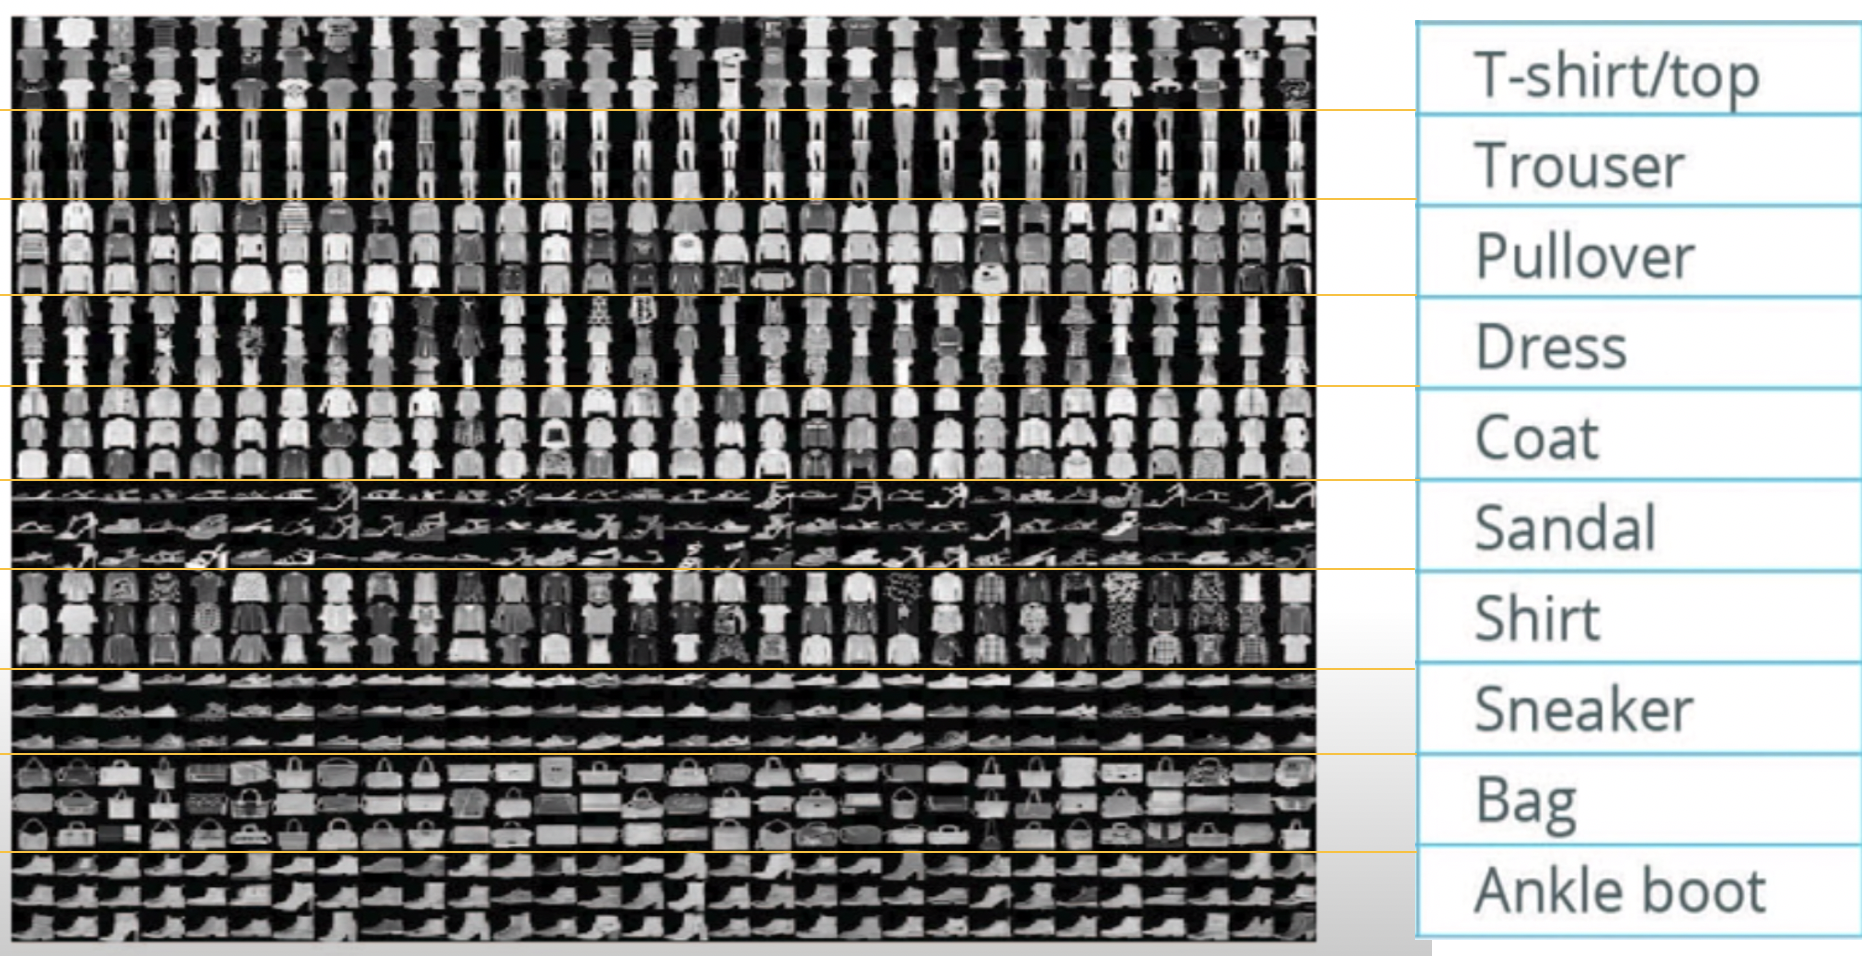 T-shirt/top
Trouser
Pullover
Dress
Coat
Sandal
Shirt
Sneaker
Bag
Ankle boot